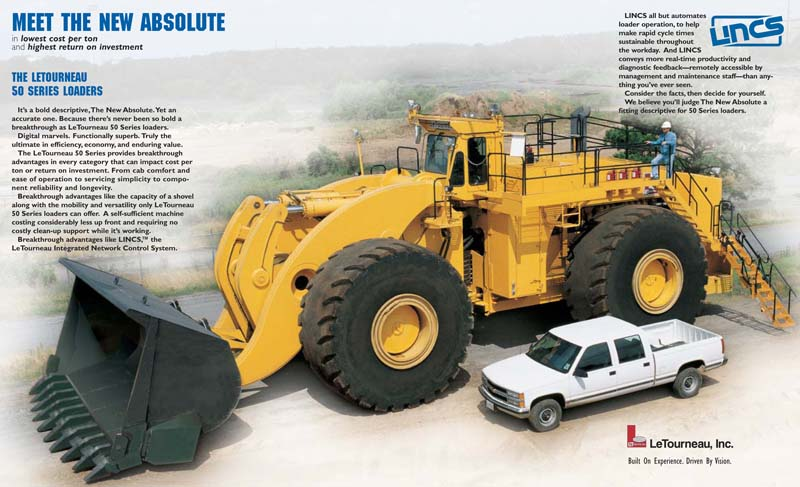 MEET THE NEW ABSOLUTE
in lowest cost per ton
and highest return on investment
THE LETOURNEAU
50 SERIES LOADERS
It's a bold descriptive, The New Absolute. Yet an
accurate one. Because there's never been so bold a
breakthrough as LeTourneau 50 Series loaders.
Digital marvels. Functionally superb. Truly the
ultimate in efficiency, economy, and enduring value.
The LeTourneau 50 Series provides breakthrough
advantages in every category that can impact cost per
ton or return on investment. From cab comfort and
ease of operation to servicing simplicity to compo-
nent reliability and longevity.
Breakthrough advantages like the capacity of a shovel
along with the mobility and versatility only LeTourneau
50 Series loaders can offer. A self-sufficient machine
costing considerably less up front and requiring no
costly clean-up support while it's working.
Breakthrough advantages like LINCS,™ the
LeTourneau Integrated Network Control System.
LINCS all but automates
loader operation, to help
make rapid cycle times
sustainable throughout
the workday. And LINCS
conveys more real-time productivity and
diagnostic feedback—remotely accessible by
management and maintenance staff—than any-
thing you've ever seen.
Consider the facts, then decide for yourself.
We believe you'll judge The New Absolute a
fitting descriptive for 50 Series loaders.
LINCS
LeTourneau, Inc.
Built On Experience. Driven By Vision.